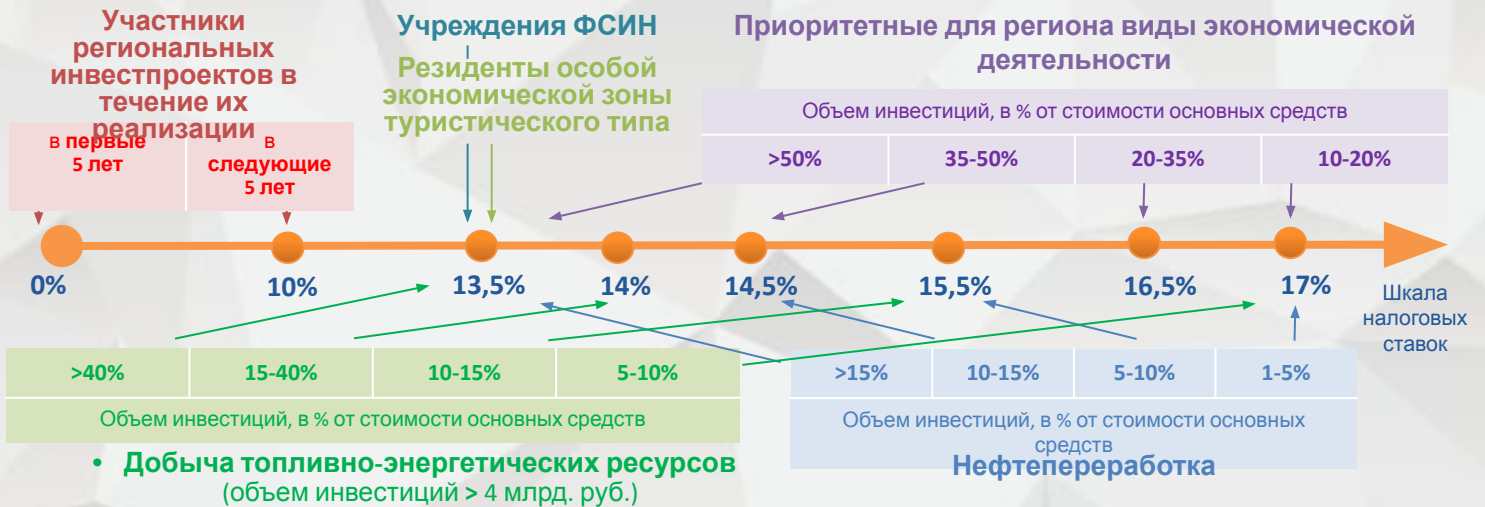 Участники
региональных
инвестпроектов в
течение их
реализации
в первые
5 лет
в
следующие
5 лет
Учреждения ФСИН
Резиденты особой
экономической зоны
туристического типа
Приоритетные для региона виды экономической
деятельности
Объем инвестиций, в % от стоимости основных средств
>50%
35-50%
20-35%
10-20%
0%
10%
13,5%
14%
14,5%
15,5%
16,5%
17%
Шкала
налоговых
ставок
>40%
15-40%
10-15%
5-10%
Объем инвестиций, в % от стоимости основных средств
• Добыча топливно-энергетических ресурсов
(объем инвестиций > 4 млрд. руб.)
>15%
10-15%
5-10%
1-5%
Объем инвестиций, в % от стоимости основных
средств
Нефтепереработка